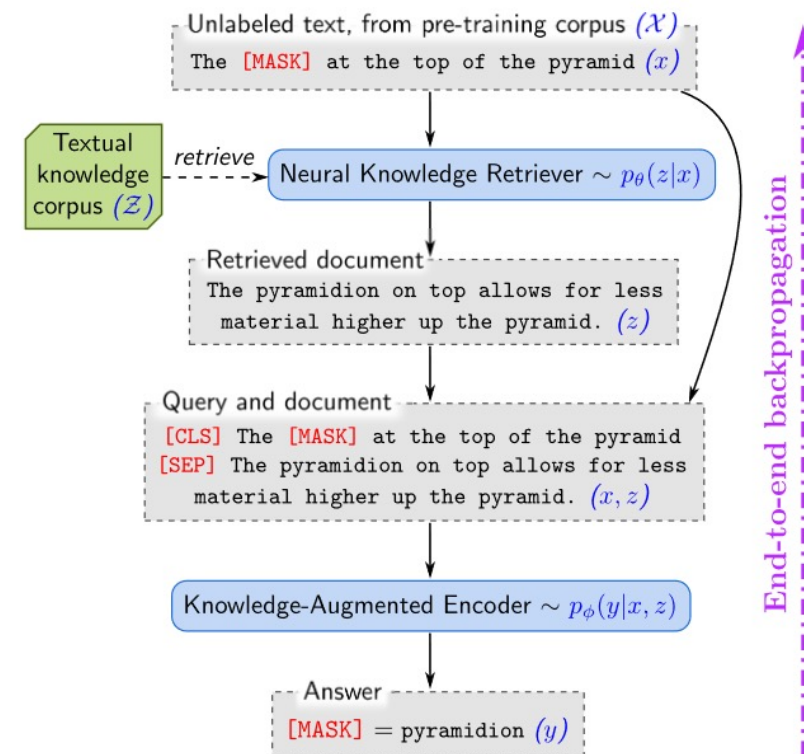 Unlabeled text, from pre-training corpus (𝒳)
The [MASK] at the top of the pyramid (x)
Textual
knowledge
corpus (𝒵)
retrieve
Neural Knowledge Retriever ∼ pθ(z|x)
Retrieved document
The pyramidion on top allows for less
material higher up the pyramid. (z)
Query and document
[CLS] The [MASK] at the top of the pyramid
[SEP] The pyramidion on top allows for less
material higher up the pyramid. (x, z)
Knowledge-Augmented Encoder ∼ pϕ(y|x, z)
Answer
[MASK] = pyramidion (y)
End-to-end backpropagation